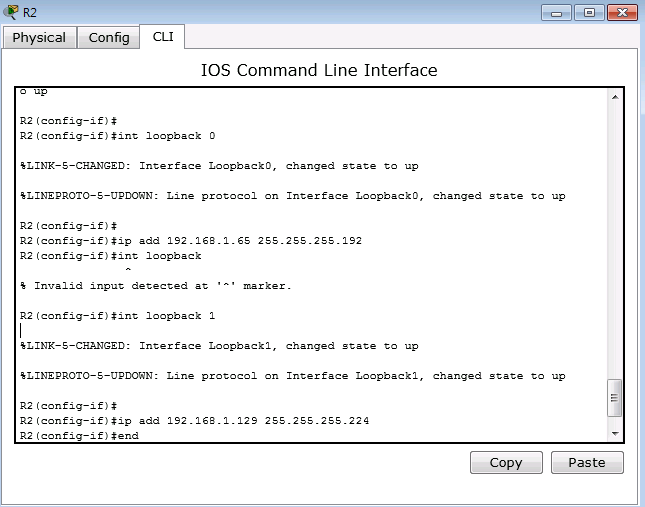 R2
Physical
Config
CLI
IOS Command Line Interface
o up
R2(config-if)#
R2(config-if)#int loopback 0
%LINK-5-CHANGED: Interface Loopback0, changed state to up
%LINEPROTO-5-UPDOWN: Line protocol on Interface Loopback0, changed state to up
R2(config-if)#
R2(config-if)#ip add 192.168.1.65 255.255.255.192
R2(config-if)#int loopback
^
% Invalid input detected at '^' marker.
R2(config-if)#int loopback 1
%LINK-5-CHANGED: Interface Loopback1, changed state to up
%LINEPROTO-5-UPDOWN: Line protocol on Interface Loopback1, changed state to up
R2(config-if)#
R2(config-if)#ip add 192.168.1.129 255.255.255.224
R2(config-if)#end
Copy
Paste